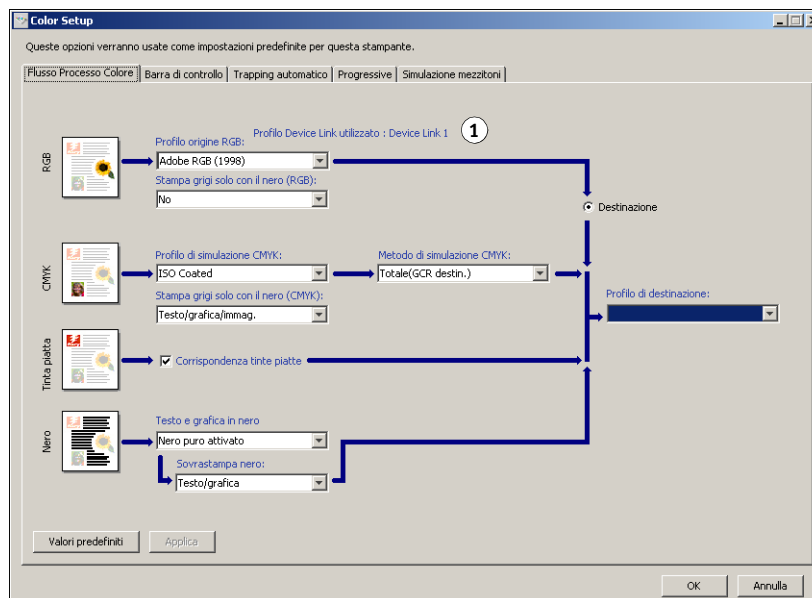 Color Setup
Queste opzioni verranno usate come impostazioni predefinite per questa stampante.
Flusso Processo Colore
Barra di controllo
Trapping automatico
Progressive
Simulazione mezzitoni
Profilo Device Link utilizzato : Device Link 1
1
RGB
Profilo origine RGB:
Adobe RGB (1998)
Stampa grigi solo con il nero (RGB):
No
Destinazione
CMYK
Profilo di simulazione CMYK:
ISO Coated
Metodo di simulazione CMYK:
Totale(GCR destin.)
Stampa grigi solo con il nero (CMYK):
Testo/grafica/immag.
Profilo di destinazione:
Tinta piatta
Corrispondenza tinte piatte
Nero
Testo e grafica in nero
Nero puro attivato
Sovrastampa nero:
Testo/grafica
Valori predefiniti
Applica
OK
Annulla